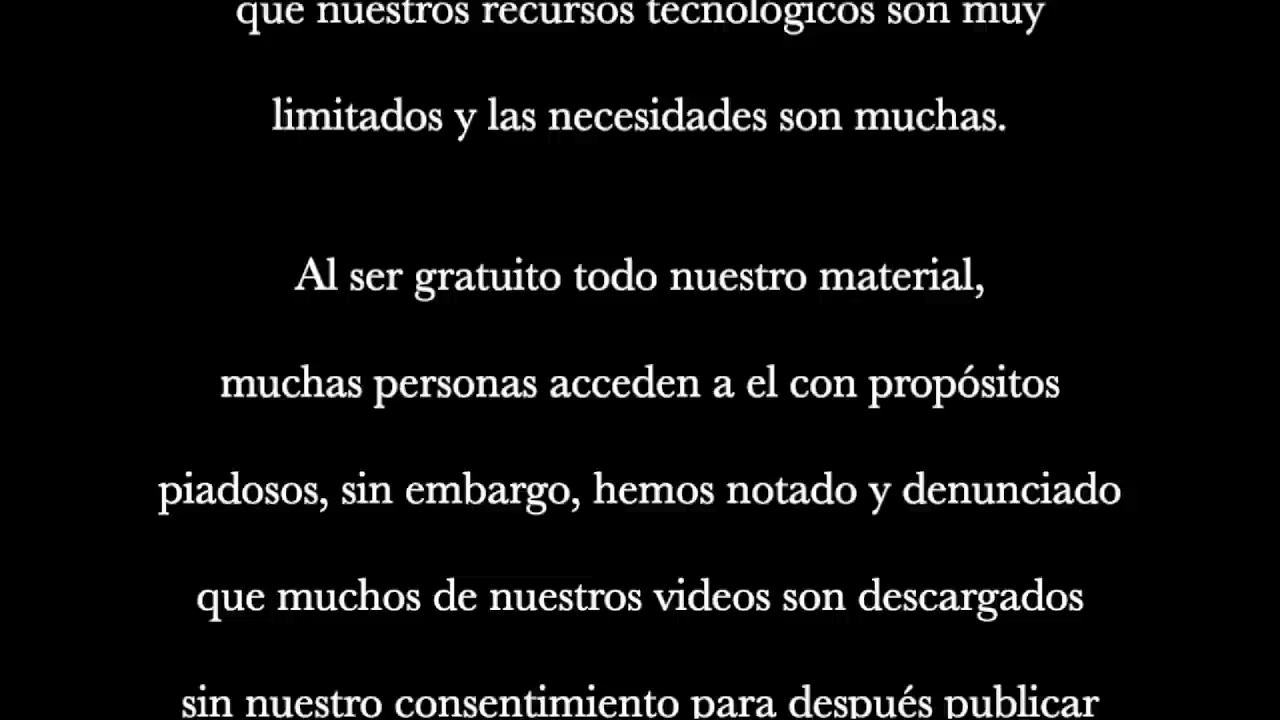 que nuestros recursos tecnológicos son muy
limitados y las necesidades son muchas.
Al ser gratuito todo nuestro material,
muchas personas acceden a el con propósitos
piadosos, sin embargo, hemos notado y denunciado
que muchos de nuestros videos son descargados
sin nuestro consentimiento para después publicar